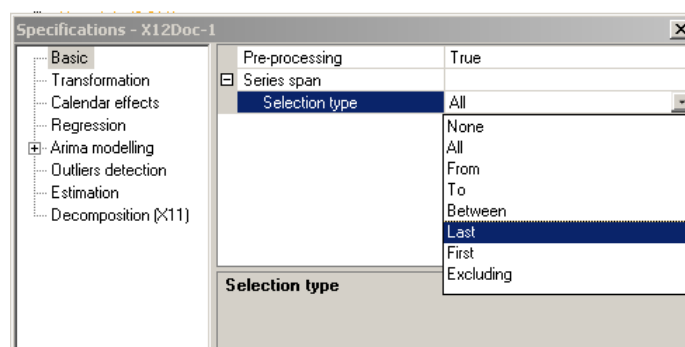 Specifications - X12Doc-1
Basic
Transformation
Calendar effects
Regression
Arima modelling
Outliers detection
Estimation
Decomposition (X11)
Pre-processing True
Series span
Selection type All
None
All
From
To
Between
Last
First
Excluding
Selection type